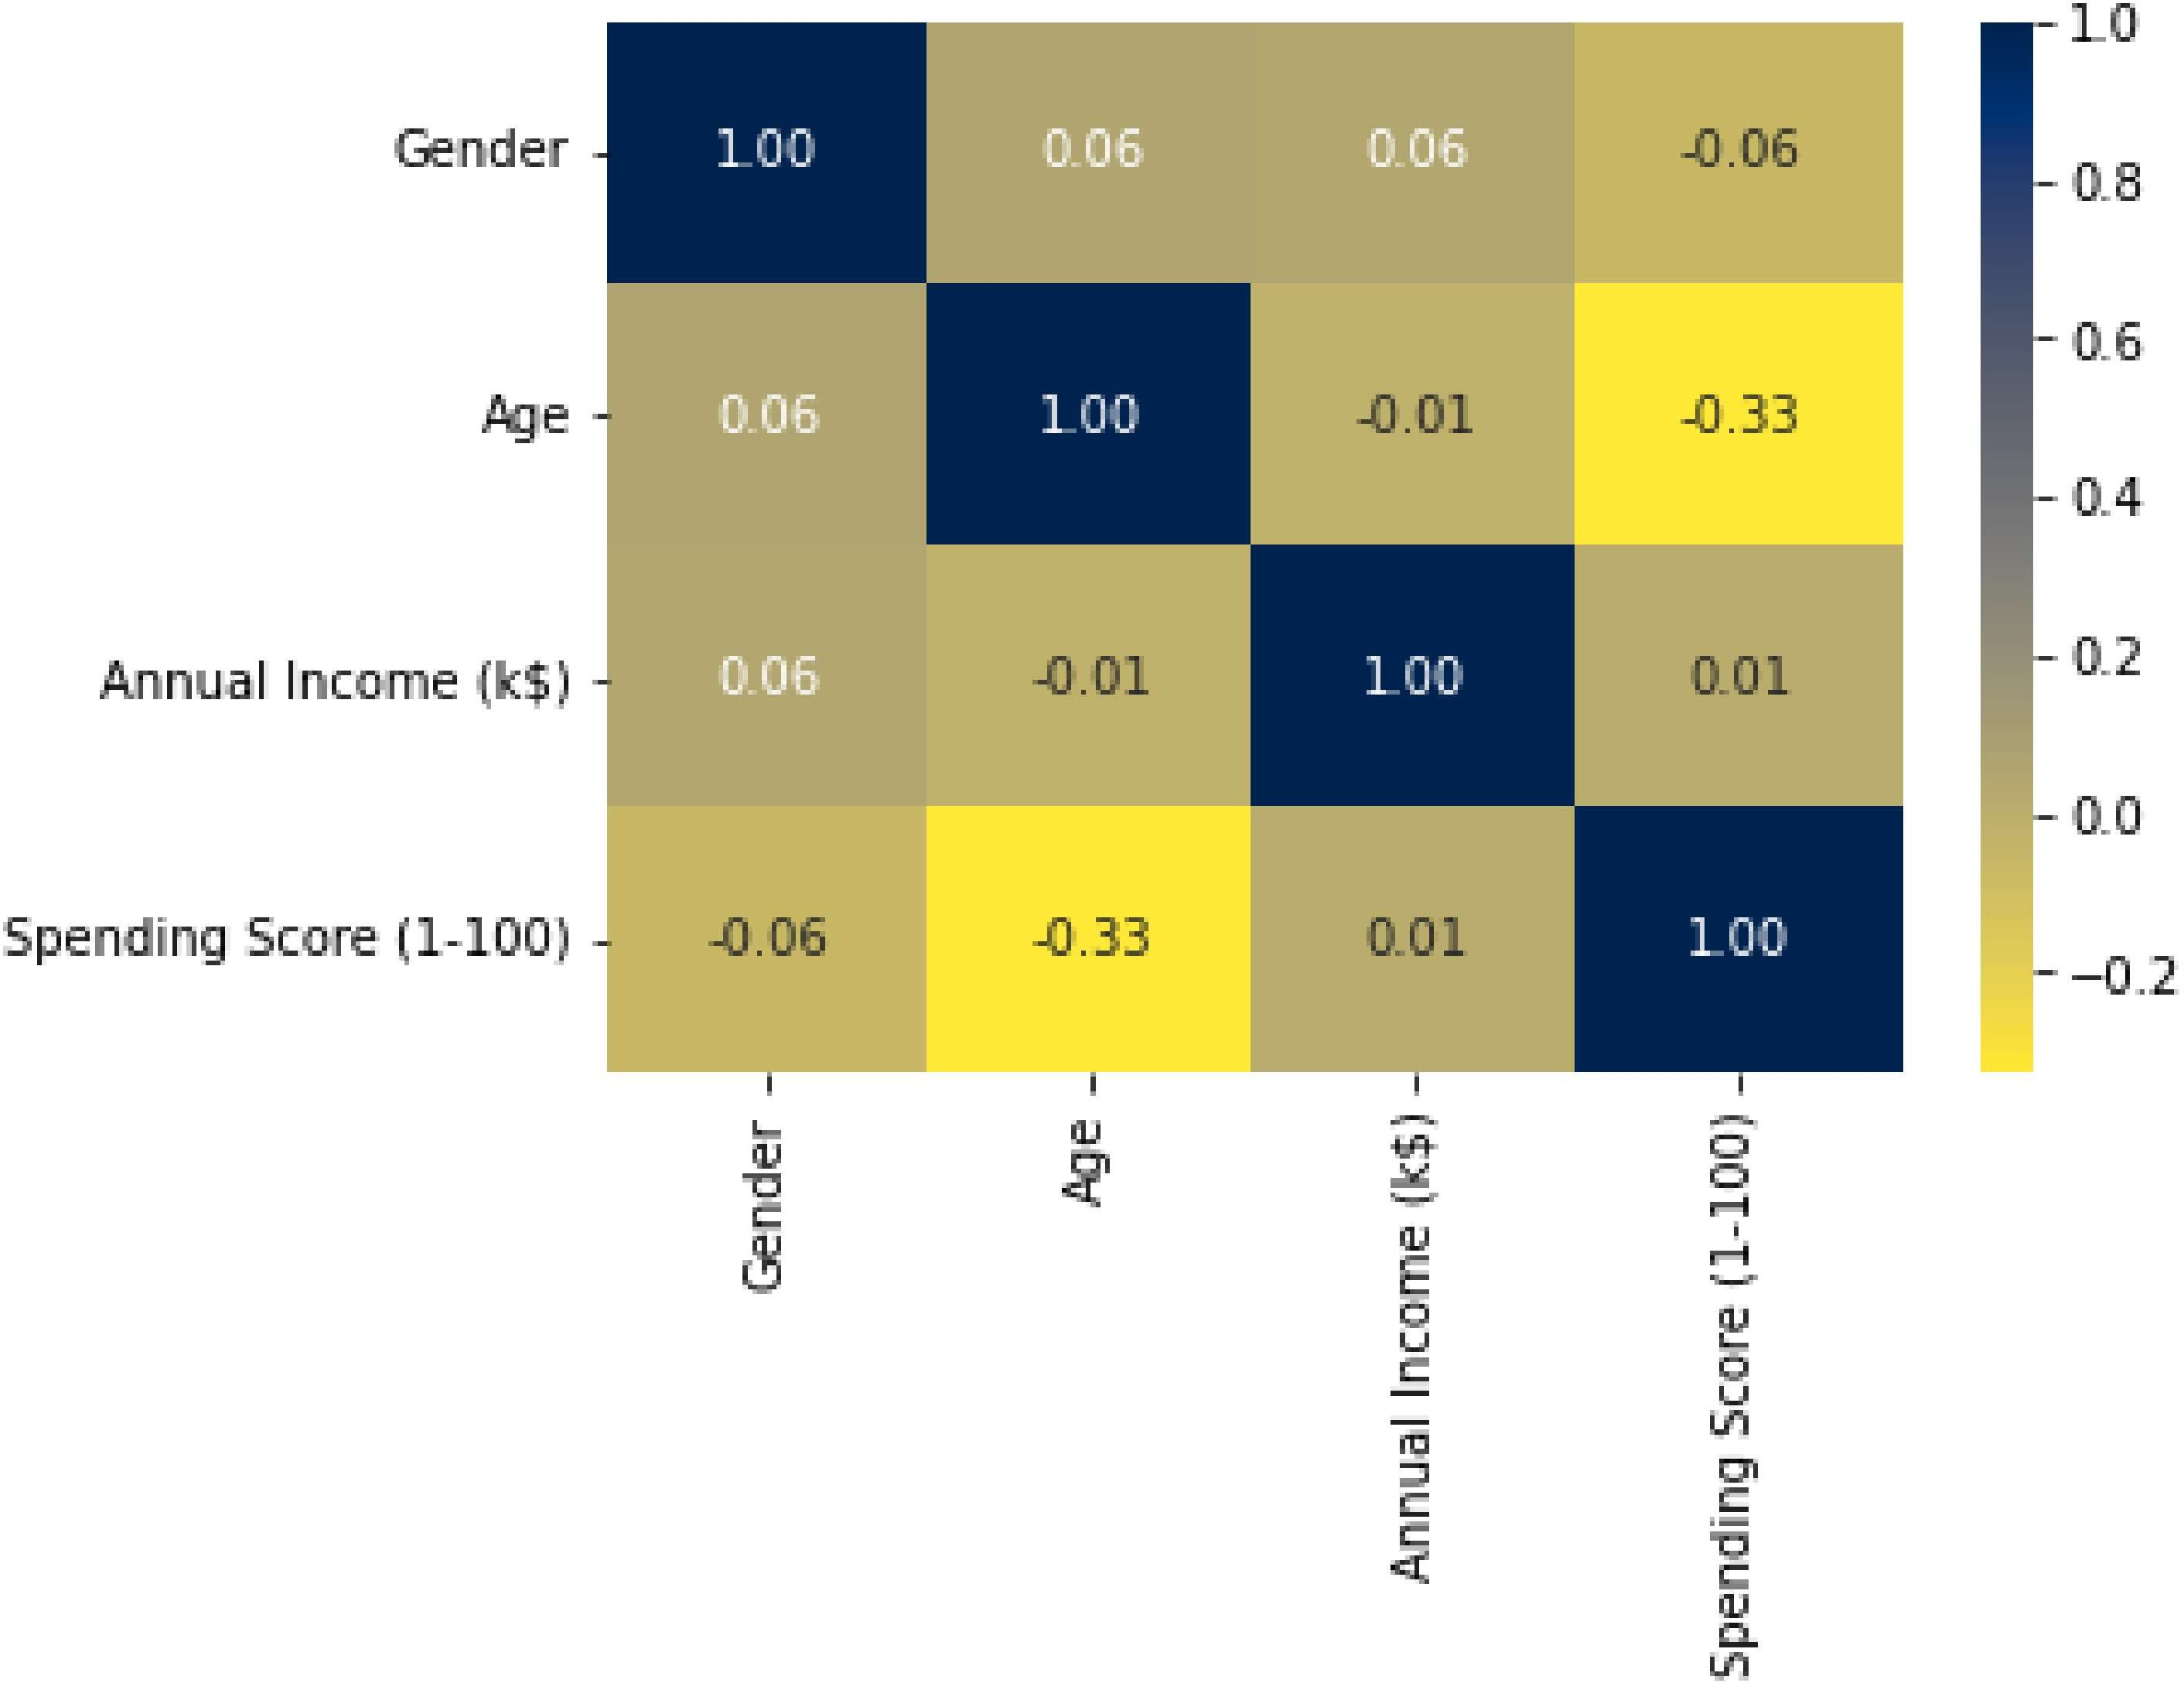 1.0
Gender 1.00 0.06 0.06 -0.06
0.8
0.6
Age 0.06 1.00 -0.01 -0.33
0.4
Annual Income (k$) 0.06 -0.01 1.00 0.01
0.2
0.0
Spending Score (1-100) -0.06 -0.33 0.01 1.00
−0.2
Gender
Age
Annual Income (k$)
Spending Score (1-100)